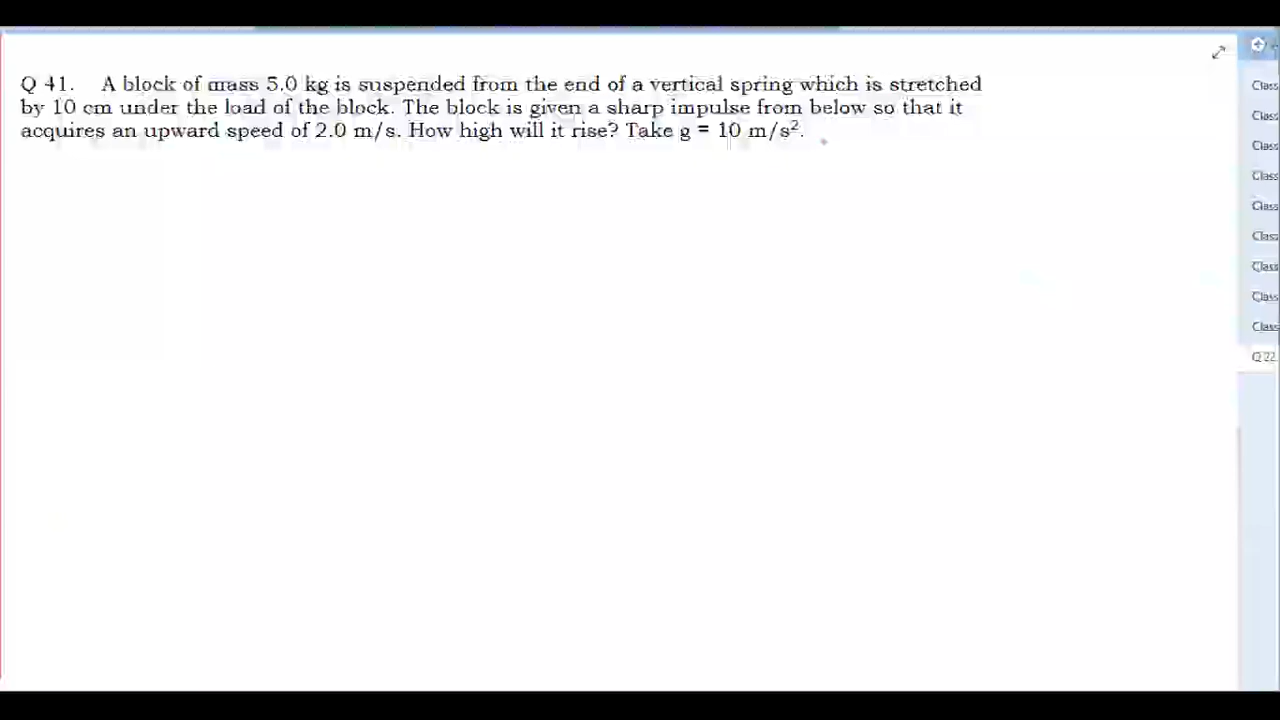 Q 41. A block of mass 5.0 kg is suspended from the end of a vertical spring which is stretched
by 10 cm under the load of the block. The block is given a sharp impulse from below so that it
acquires an upward speed of 2.0 m/s. How high will it rise? Take g = 10 m/s².
Class
Class
Class
Class
Class
Class
Class
Class
Class
Q 22